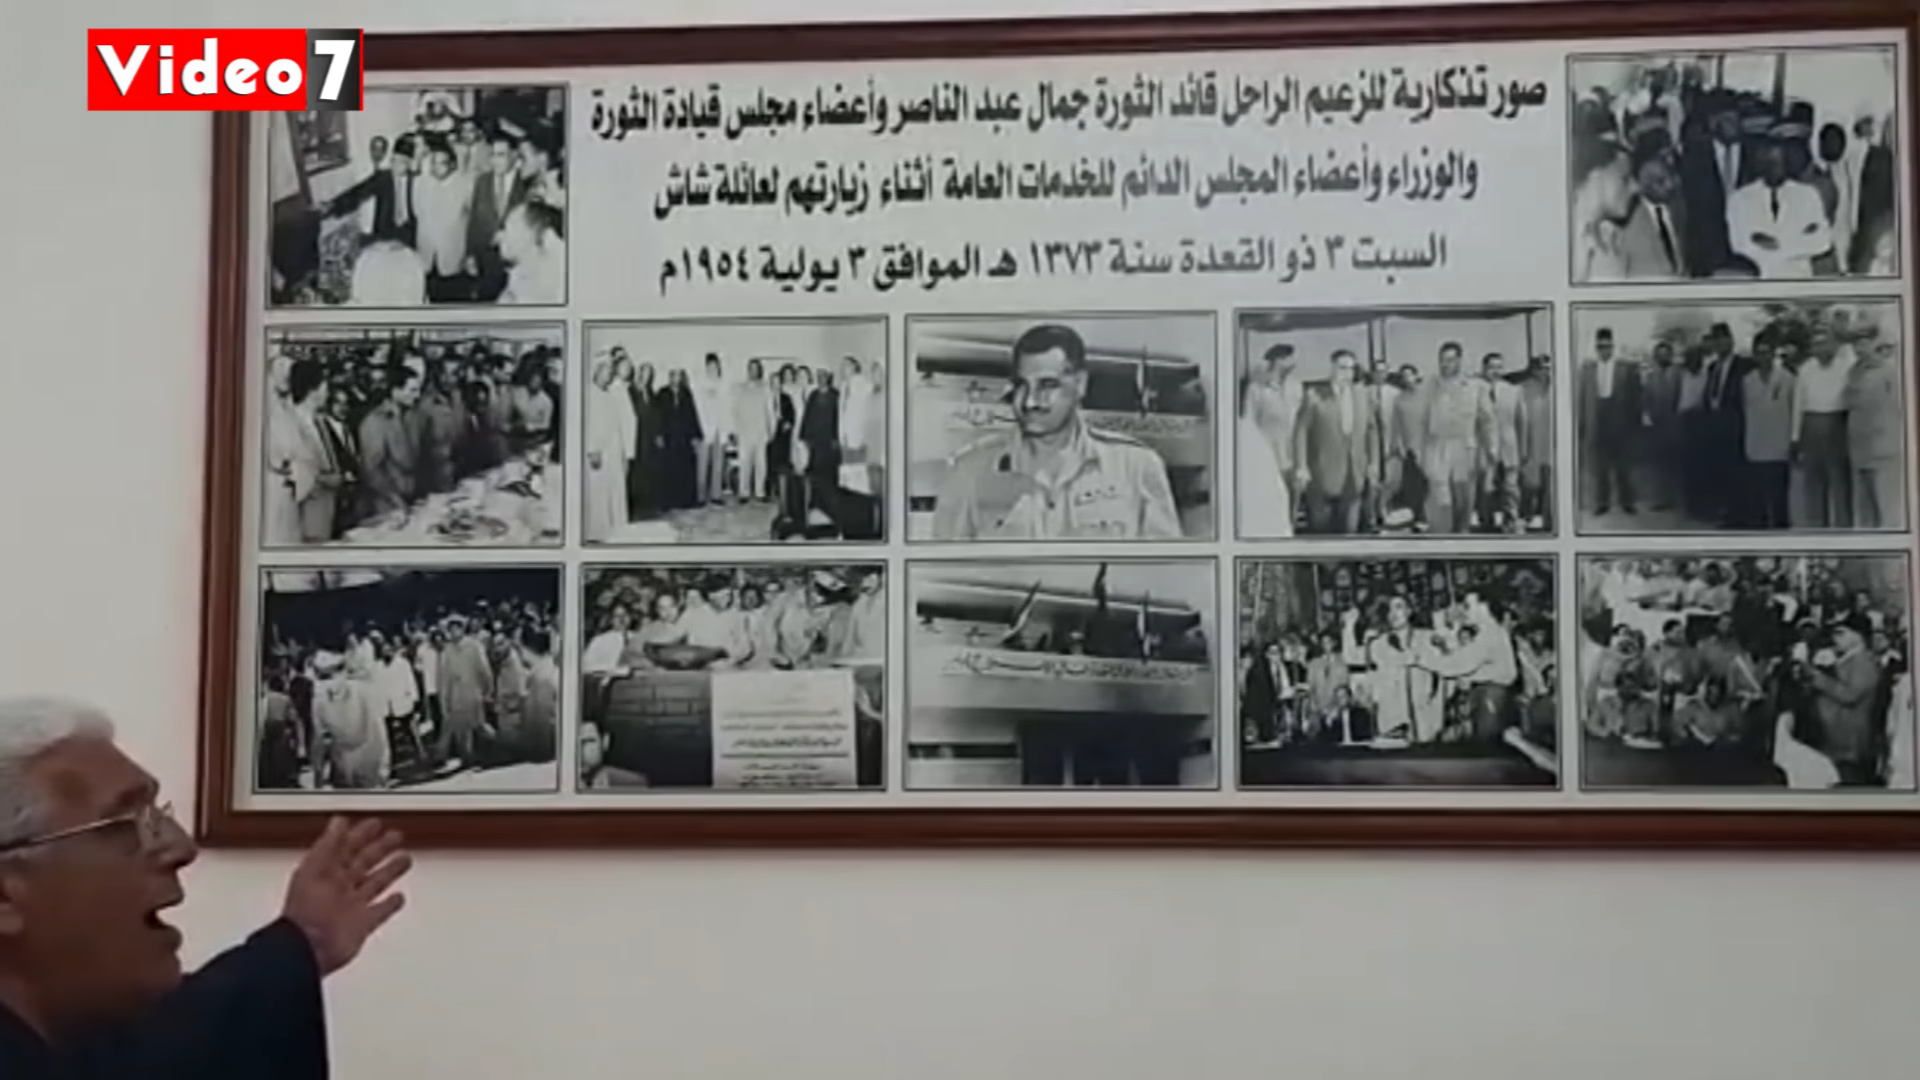 Video7
صور تذكارية للزعيم الراحل قائد الثورة جمال عبد الناصر وأعضاء مجلس قيادة الثورة
والوزراء وأعضاء المجلس الدائم للخدمات العامة أثناء زيارتهم لعائلة شاش
السبت ٣ ذو القعدة سنة ١٣٧٣ هـ الموافق ٣ يولية ١٩٥٤م